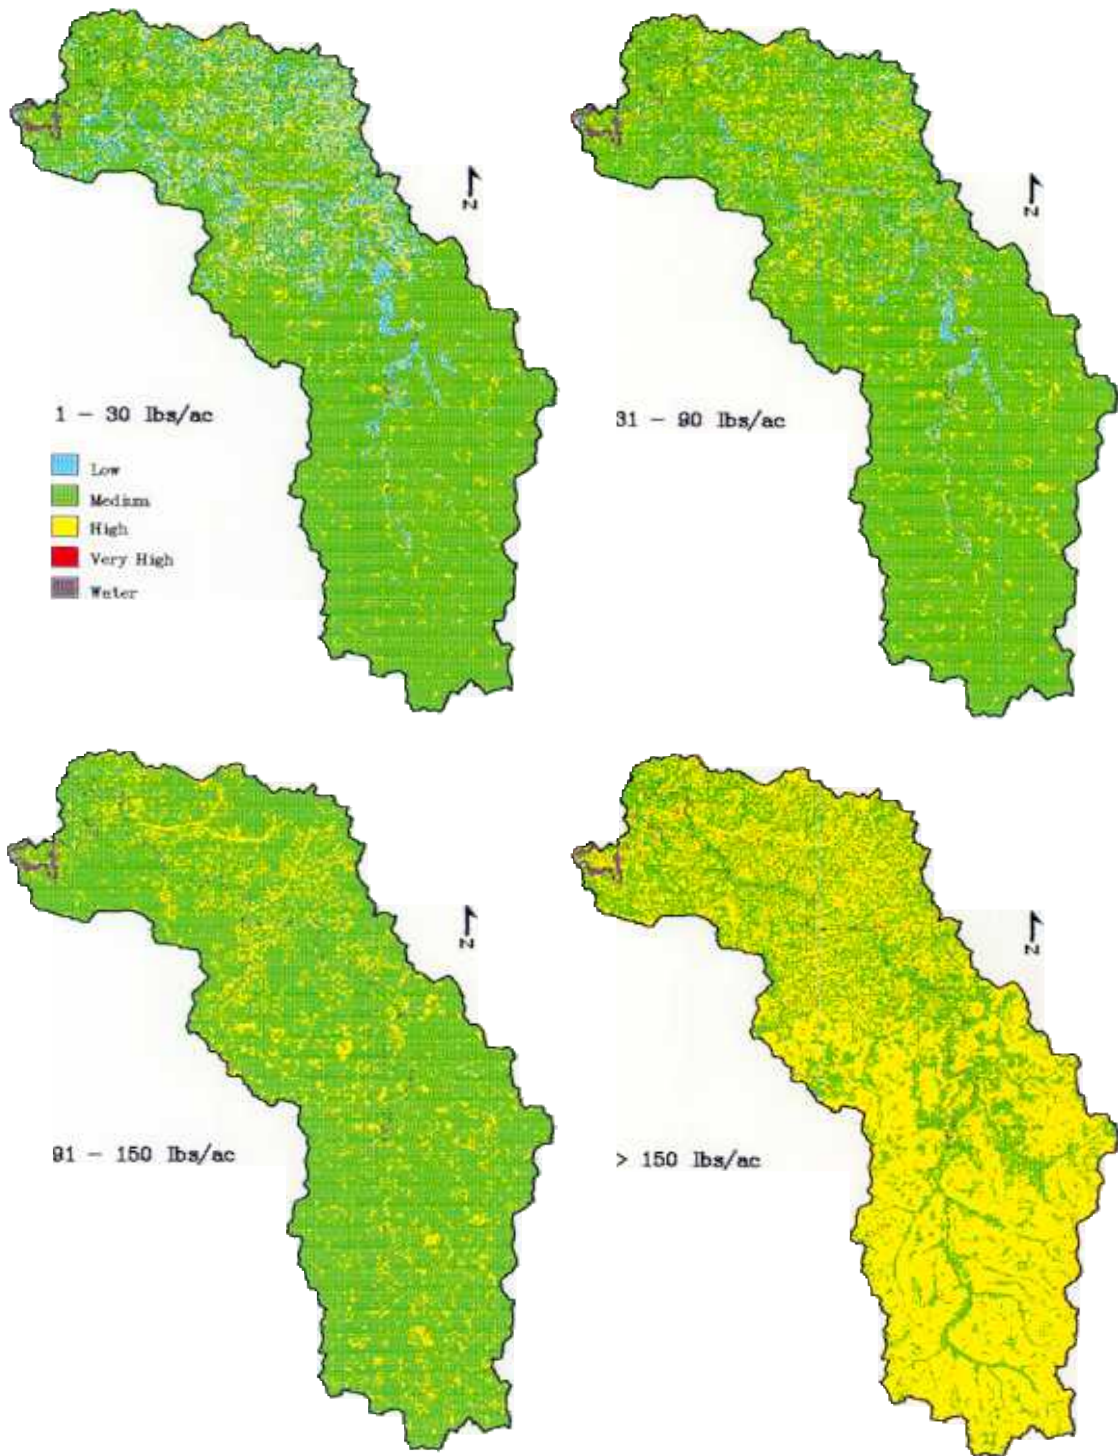 N
N
1 - 30 lbs/ac
31 - 90 lbs/ac
Low
Medium
High
Very High
Water
N
N
91 - 150 lbs/ac
> 150 lbs/ac